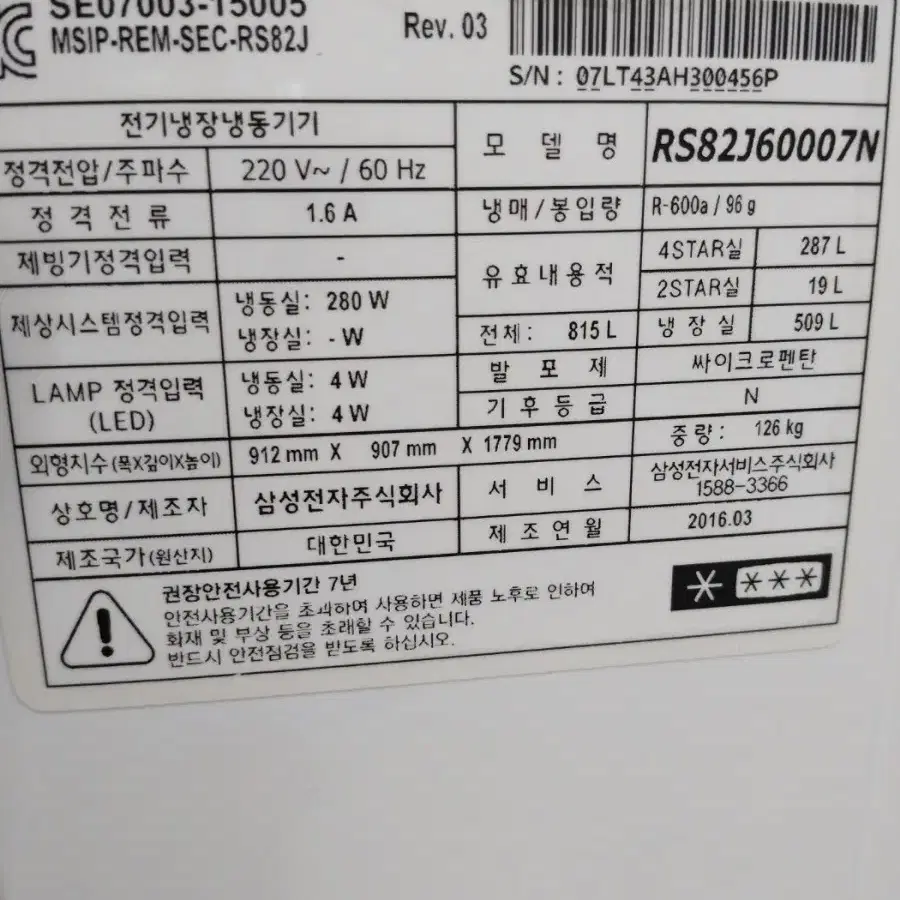 SE07003-15005
MSIP-REM-SEC-RS82J
Rev. 03
S/N : 07LT43AH300456P
전기냉장냉동기기
정격전압/주파수 220 V~ / 60 Hz
정 격 전 류 1.6 A
제빙기정격입력 -
제상시스템정격입력 냉동실: 280 W
냉장실: - W
LAMP 정격입력
(LED)
냉동실: 4 W
냉장실: 4 W
외형치수(폭X깊이X높이) 912 mm X 907 mm X 1779 mm
상호명/제조자 삼성전자주식회사
제조국가(원산지) 대한민국
모 델 명 RS82J60007N
냉매/봉입량 R-600a / 96 g
유효내용적
전체: 815 L
4STAR실 287 L
2STAR실 19 L
냉 장 실 509 L
발 포 제 싸이크로펜탄
기후등급 N
중량: 126 kg
서 비 스 삼성전자서비스주식회사
1588-3366
제조연월 2016.03
권장안전사용기간 7년
안전사용기간을 초과하여 사용하면 제품 노후로 인하여
화재 및 부상 등을 초래할 수 있습니다.
반드시 안전점검을 받도록 하십시오.